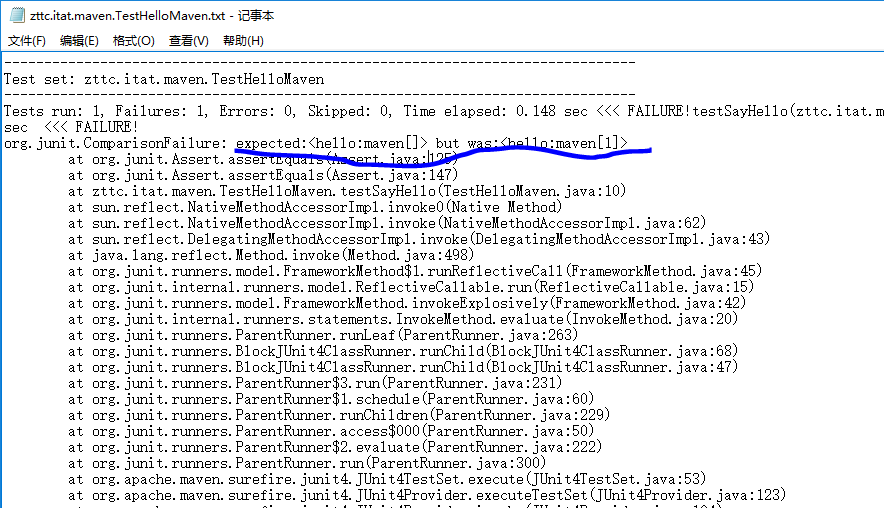 zttc.itat.maven.TestHelloMaven.txt - 记事本
文件(F) 编辑(E) 格式(O) 查看(V) 帮助(H)
-------------------------------------------------------------------------------
Test set: zttc.itat.maven.TestHelloMaven
-------------------------------------------------------------------------------
Tests run: 1, Failures: 1, Errors: 0, Skipped: 0, Time elapsed: 0.148 sec <<< FAILURE!testSayHello(zttc.itat.m
sec <<< FAILURE!
org.junit.ComparisonFailure: expected:<hello:maven[]> but was:<hello:maven[1]>
at org.junit.Assert.assertEquals(Assert.java:125)
at org.junit.Assert.assertEquals(Assert.java:147)
at zttc.itat.maven.TestHelloMaven.testSayHello(TestHelloMaven.java:10)
at sun.reflect.NativeMethodAccessorImpl.invoke0(Native Method)
at sun.reflect.NativeMethodAccessorImpl.invoke(NativeMethodAccessorImpl.java:62)
at sun.reflect.DelegatingMethodAccessorImpl.invoke(DelegatingMethodAccessorImpl.java:43)
at java.lang.reflect.Method.invoke(Method.java:498)
at org.junit.runners.model.FrameworkMethod$1.runReflectiveCall(FrameworkMethod.java:45)
at org.junit.internal.runners.model.ReflectiveCallable.run(ReflectiveCallable.java:15)
at org.junit.runners.model.FrameworkMethod.invokeExplosively(FrameworkMethod.java:42)
at org.junit.internal.runners.statements.InvokeMethod.evaluate(InvokeMethod.java:20)
at org.junit.runners.ParentRunner.runLeaf(ParentRunner.java:263)
at org.junit.runners.BlockJUnit4ClassRunner.runChild(BlockJUnit4ClassRunner.java:68)
at org.junit.runners.BlockJUnit4ClassRunner.runChild(BlockJUnit4ClassRunner.java:47)
at org.junit.runners.ParentRunner$3.run(ParentRunner.java:231)
at org.junit.runners.ParentRunner$1.schedule(ParentRunner.java:60)
at org.junit.runners.ParentRunner.runChildren(ParentRunner.java:229)
at org.junit.runners.ParentRunner.access$000(ParentRunner.java:50)
at org.junit.runners.ParentRunner$2.evaluate(ParentRunner.java:222)
at org.junit.runners.ParentRunner.run(ParentRunner.java:300)
at org.apache.maven.surefire.junit4.JUnit4TestSet.execute(JUnit4TestSet.java:53)
at org.apache.maven.surefire.junit4.JUnit4Provider.executeTestSet(JUnit4Provider.java:123)